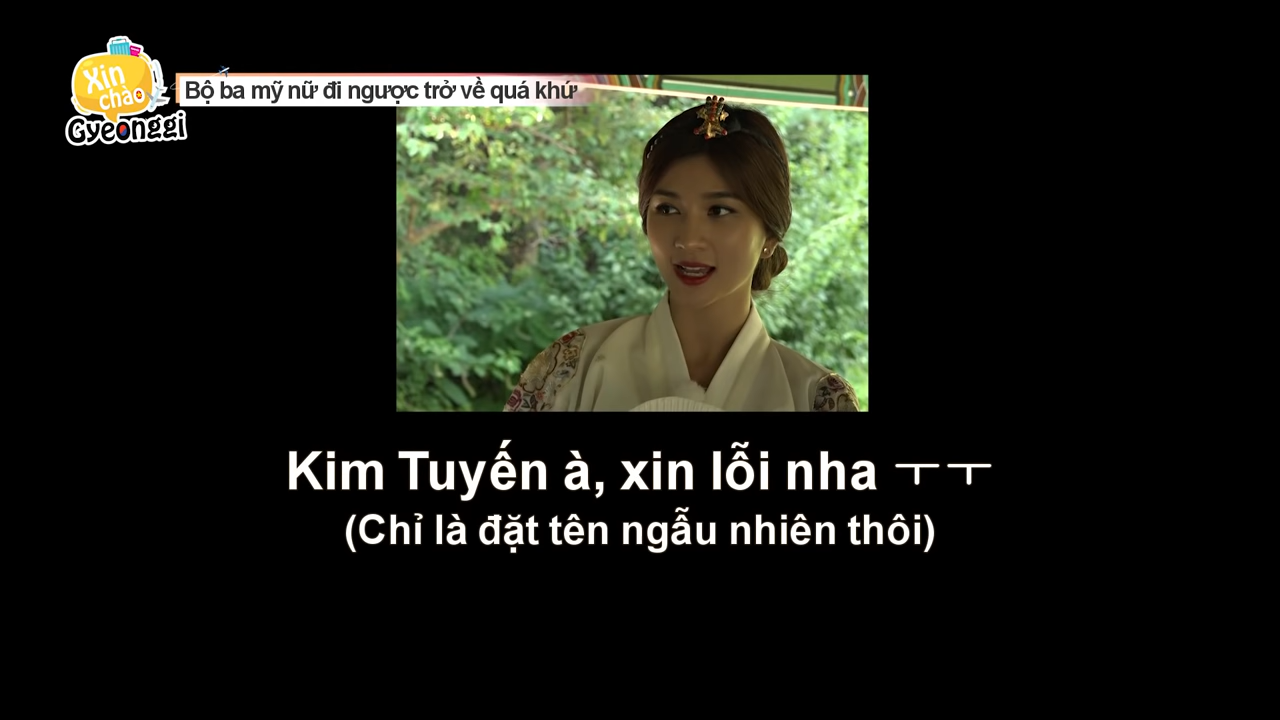 Xin
chào
Gyeonggi
Bộ ba mỹ nữ đi ngược trở về quá khứ
Kim Tuyến à, xin lỗi nha ㅜㅜ
(Chỉ là đặt tên ngẫu nhiên thôi)